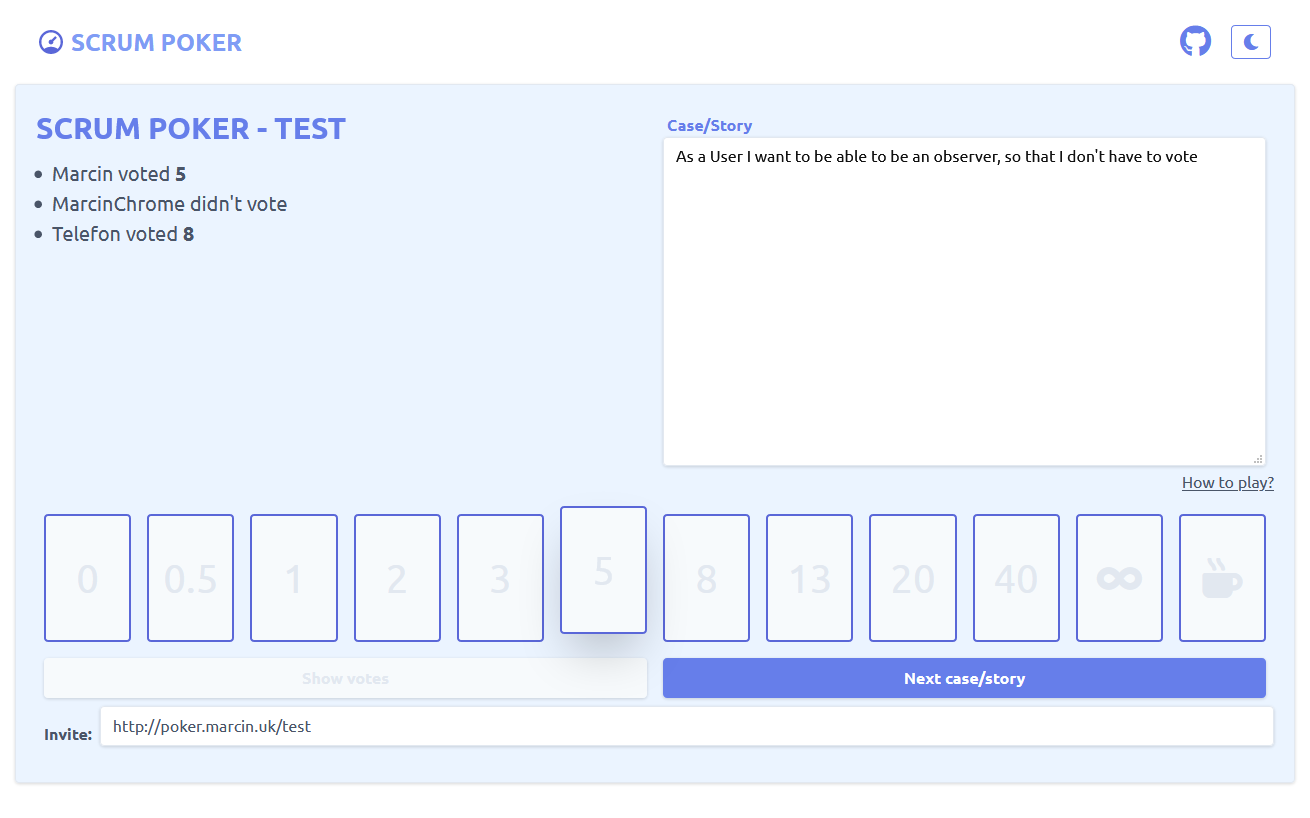 SCRUM POKER
SCRUM POKER - TEST
Marcin voted 5
MarcinChrome didn't vote
Telefon voted 8
Case/Story
As a User I want to be able to be an observer, so that I don't have to vote
How to play?
0 0.5 1 2 3 5 8 13 20 40 ∞
Show votes
Next case/story
Invite: http://poker.marcin.uk/test